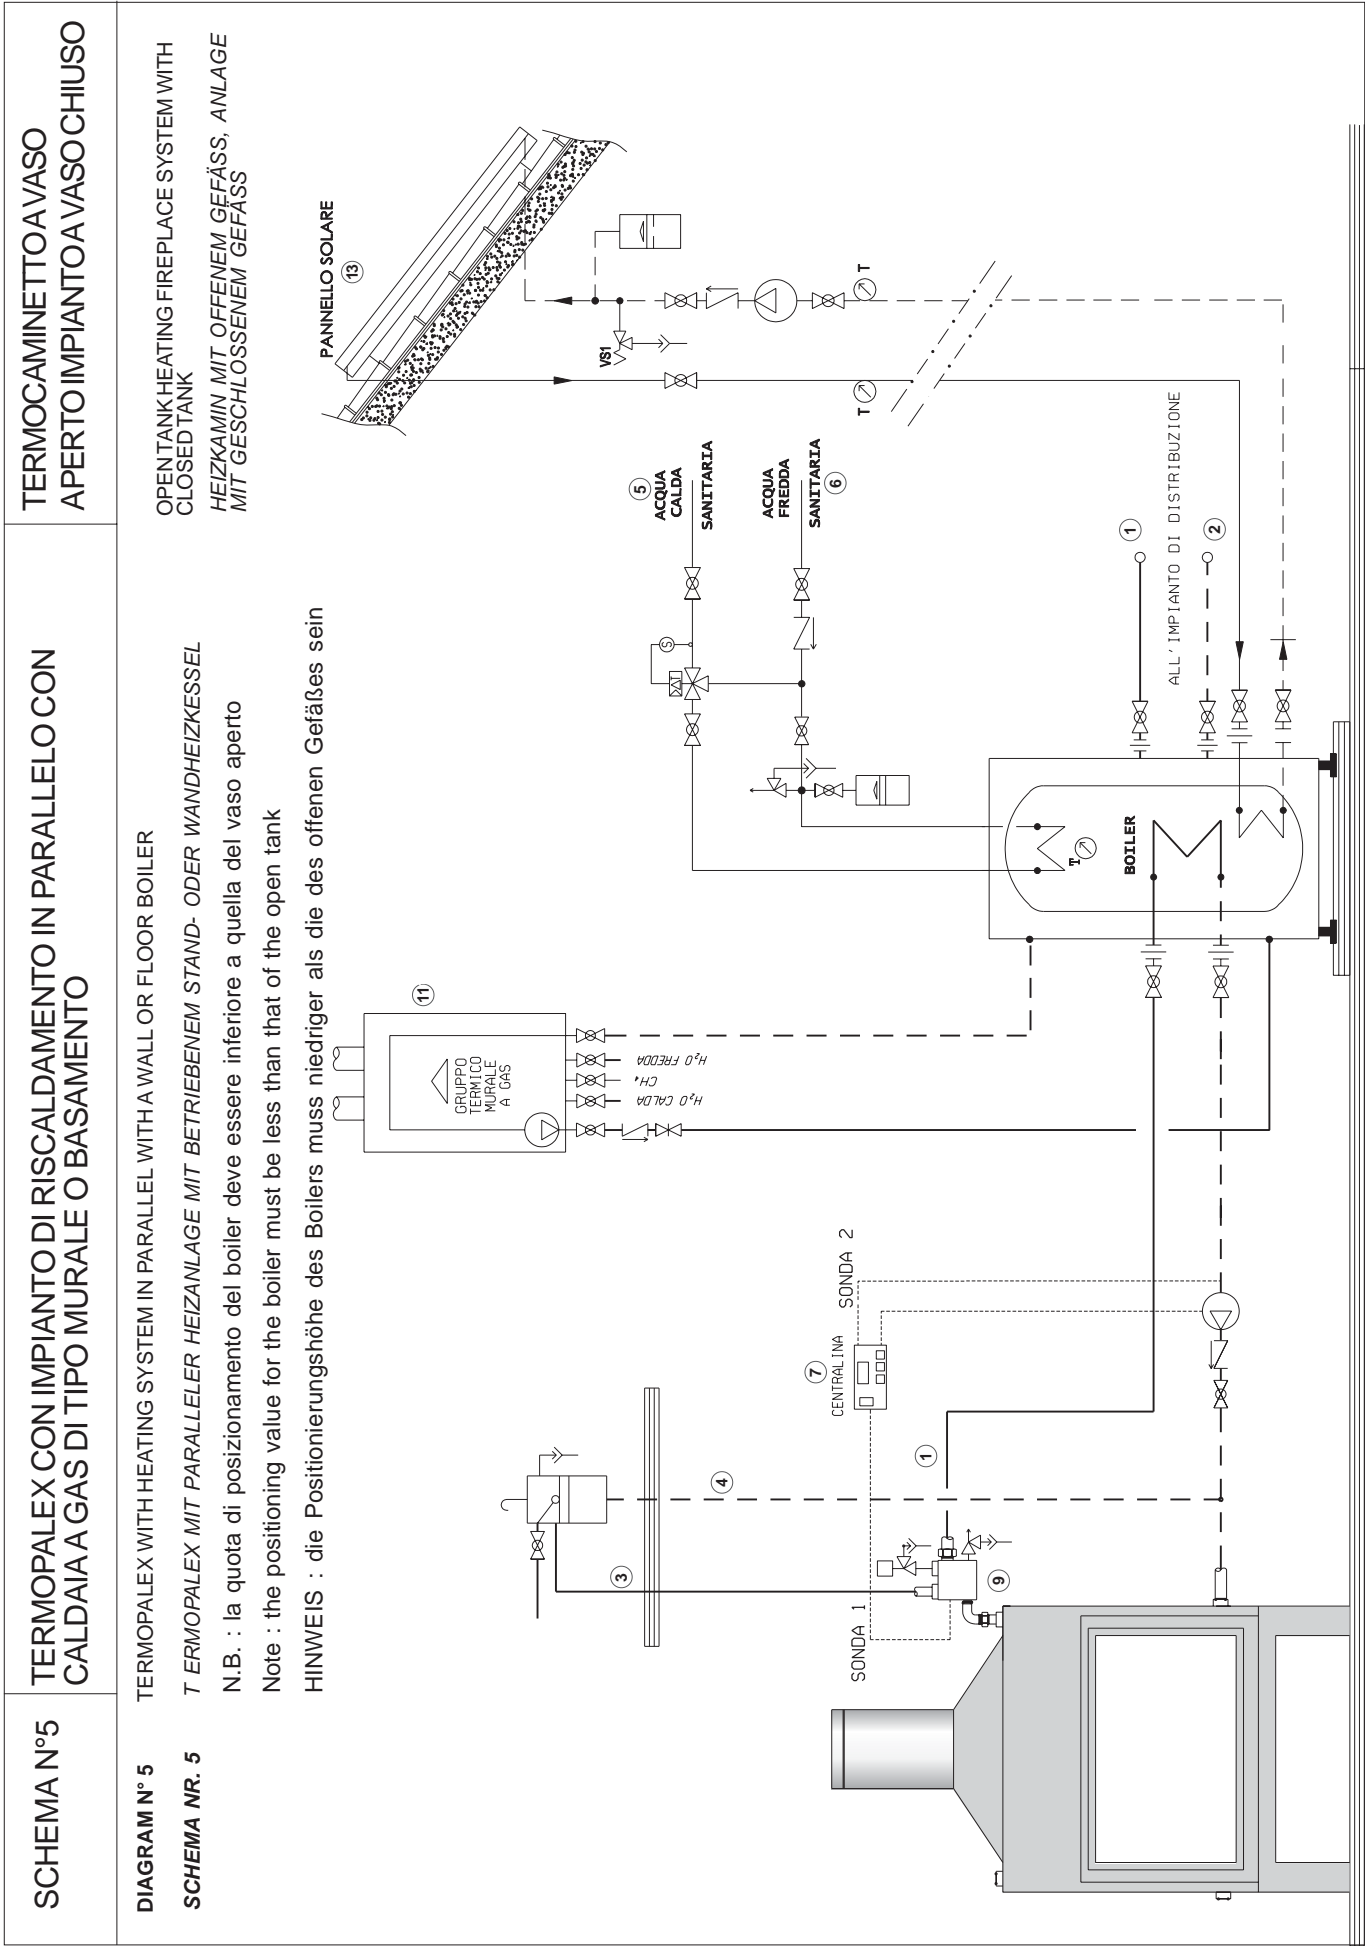 SCHEMA N°5
TERMOPALEX CON IMPIANTO DI RISCALDAMENTO IN PARALLELO CON
CALDAIA A GAS DI TIPO MURALE O BASAMENTO
TERMOCAMINETTO A VASO
APERTO IMPIANTO A VASO CHIUSO
DIAGRAM N° 5
TERMOPALEX WITH HEATING SYSTEM IN PARALLEL WITH A WALL OR FLOOR BOILER
OPEN TANK HEATING FIREPLACE SYSTEM WITH
CLOSED TANK
SCHEMA NR. 5
T ERMOPALEX MIT PARALLELER HEIZANLAGE MIT BETRIEBENEM STAND- ODER WANDHEIZKESSEL
HEIZKAMIN MIT OFFENEM GEFÄSS, ANLAGE
MIT GESCHLOSSENEM GEFÄSS
N.B. : la quota di posizionamento del boiler deve essere inferiore a quella del vaso aperto
Note : the positioning value for the boiler must be less than that of the open tank
HINWEIS : die Positionierungshöhe des Boilers muss niedriger als die des offenen Gefäßes sein
PANNELLO SOLARE
13
VS1
T
T
11
GRUPPO
TERMICO
MURALE
A GAS
H2O CALDA
CH4
H2O FREDDA
5
ACQUA
CALDA
SANITARIA
S
ΔT
ACQUA
FREDDA
SANITARIA
6
4
3
7
CENTRALINA
SONDA 2
SONDA 1
9
1
T
BOILER
1
2
ALL'IMPIANTO DI DISTRIBUZIONE